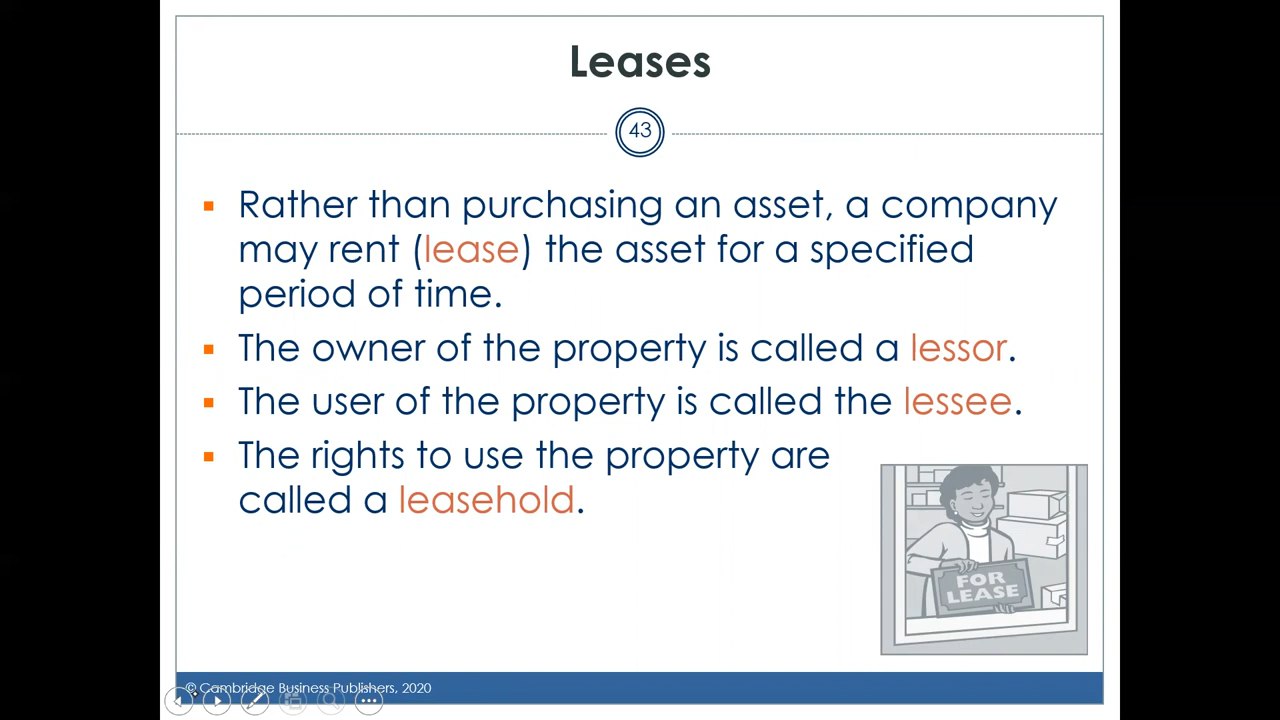 Leases
43
▪ Rather than purchasing an asset, a company
may rent (lease) the asset for a specified
period of time.
▪ The owner of the property is called a lessor.
▪ The user of the property is called the lessee.
▪ The rights to use the property are
called a leasehold.
FOR
LEASE
© Cambridge Business Publishers, 2020